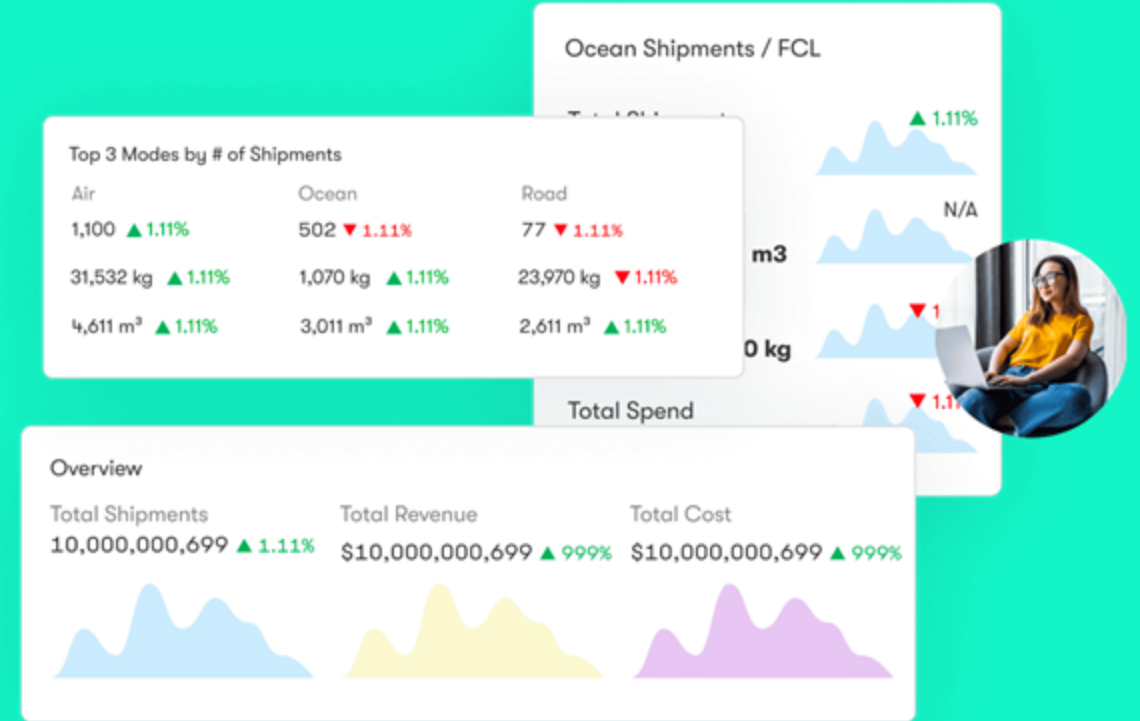 Ocean Shipments / FCL
▲ 1.11%
N/A
m3
▼ 1
0 kg
Total Spend
▼ 1.1
Top 3 Modes by # of Shipments
Air Ocean Road
1,100 ▲ 1.11% 502 ▼ 1.11% 77 ▼ 1.11%
31,532 kg ▲ 1.11% 1,070 kg ▲ 1.11% 23,970 kg ▼ 1.11%
4,611 m³ ▲ 1.11% 3,011 m³ ▲ 1.11% 2,611 m³ ▲ 1.11%
Overview
Total Shipments Total Revenue Total Cost
10,000,000,699 ▲ 1.11% $10,000,000,699 ▲ 999% $10,000,000,699 ▲ 999%